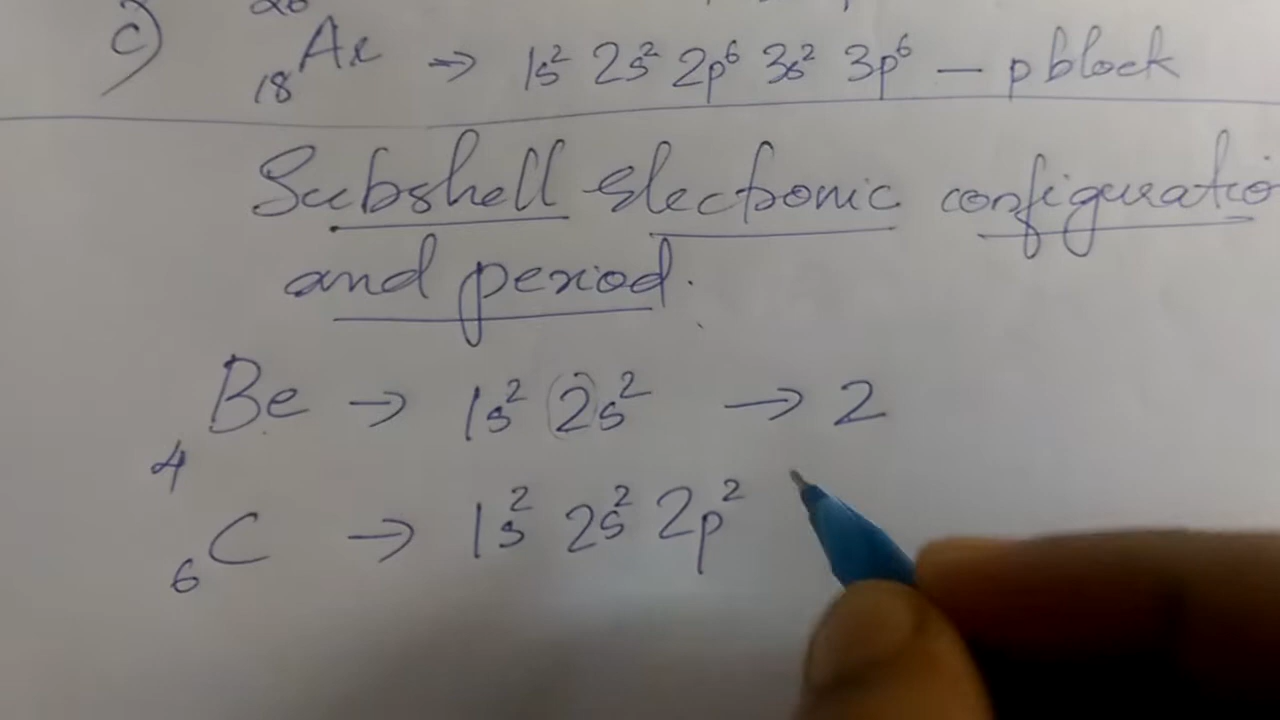 c) 18Ar → 1s² 2s² 2p⁶ 3s² 3p⁶ — p block
Subshell electronic configuratio
and period.
4Be → 1s² 2s² → 2
6C → 1s² 2s² 2p²